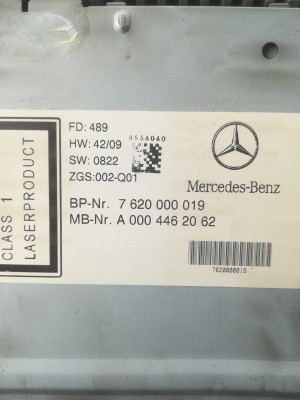 CLASS 1
LASERPRODUCT
FD: 489
HW: 42/09
SW: 0822
ZGS:002-Q01
8536060
Mercedes-Benz
BP-Nr. 7 620 000 019
MB-Nr. A 000 446 20 62
7620000019